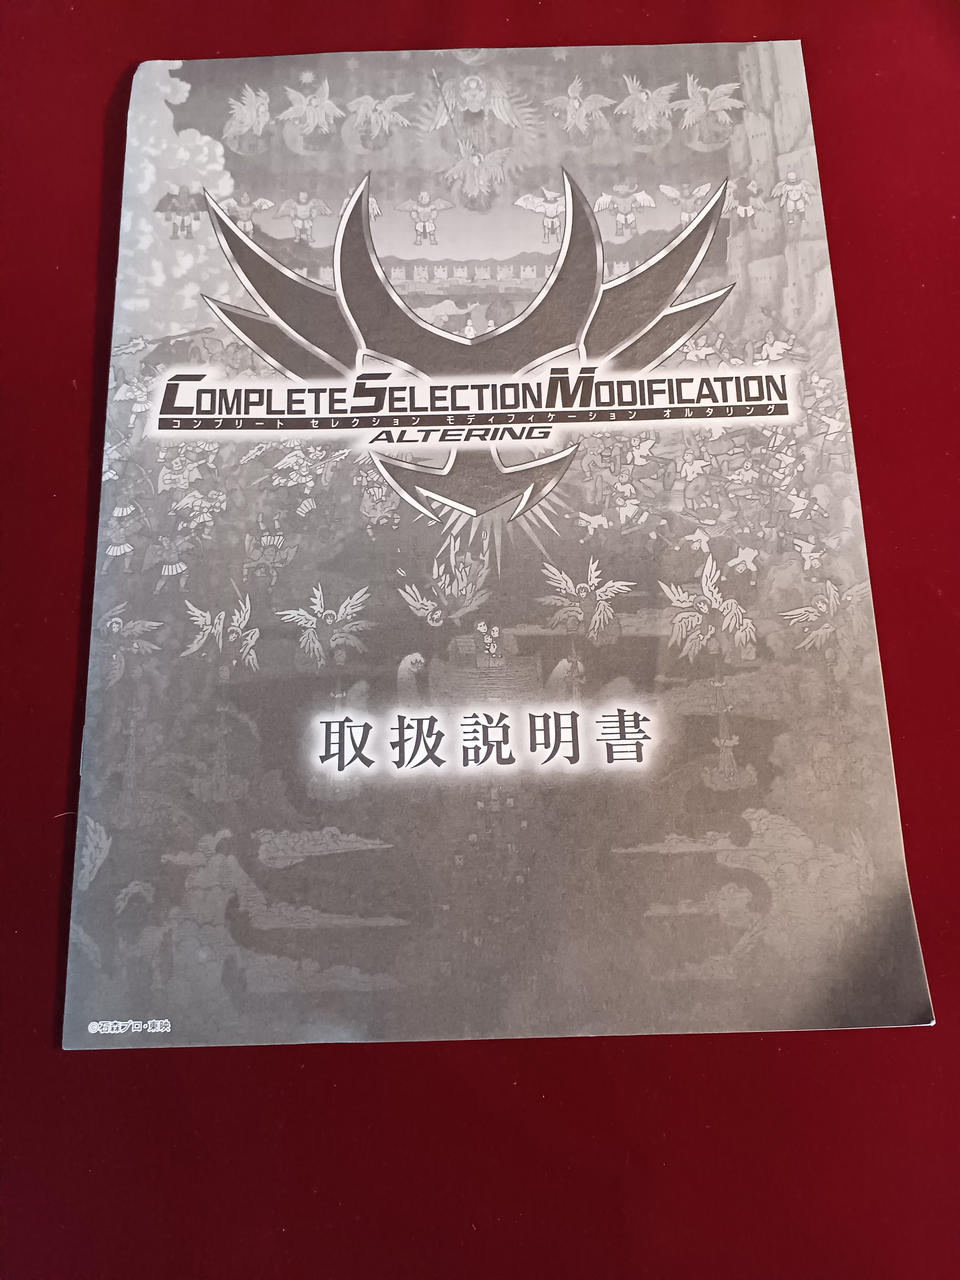 COMPLETE SELECTION MODIFICATION
コンプリート セレクション モディフィケーション オルタリング
ALTERING
取扱説明書
©石森プロ・東映